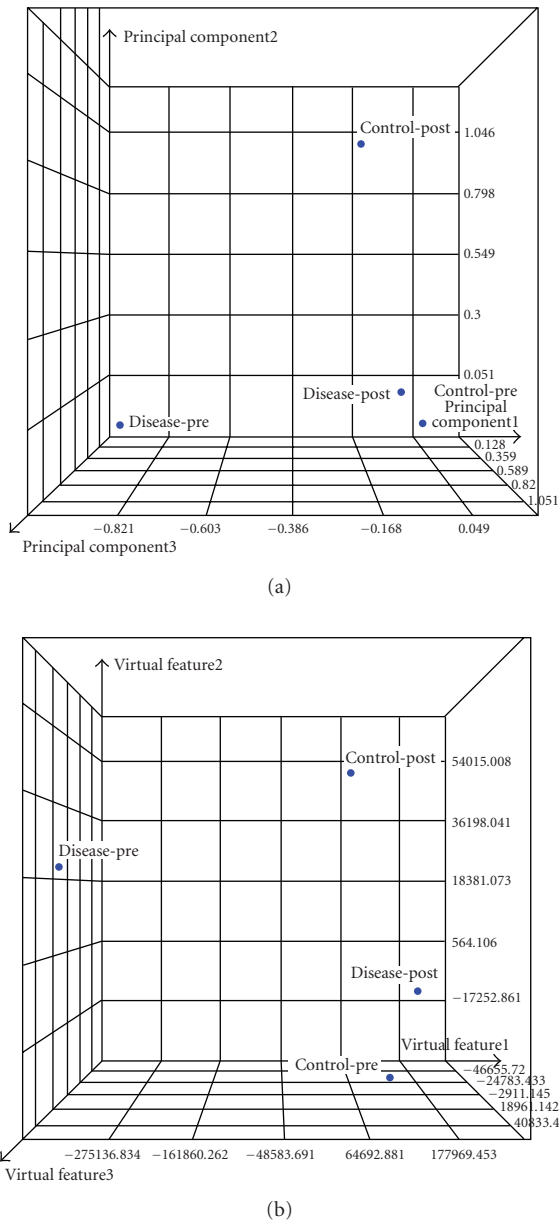 Principal component2
Control-post
1.046
0.798
0.549
0.3
0.051
Disease-post
Control-pre
Principal
component1
Disease-pre
0.128
0.359
0.589
0.82
1.051
−0.821
−0.603
−0.386
−0.168
0.049
Principal component3
(a)
Virtual feature2
Control-post
54015.008
36198.041
Disease-pre
18381.073
564.106
Disease-post
−17252.861
Virtual feature1
Control-pre
−46655.72
−24783.433
−2911.145
18961.142
40833.4
−275136.834
−161860.262
−48583.691
64692.881
177969.453
Virtual feature3
(b)